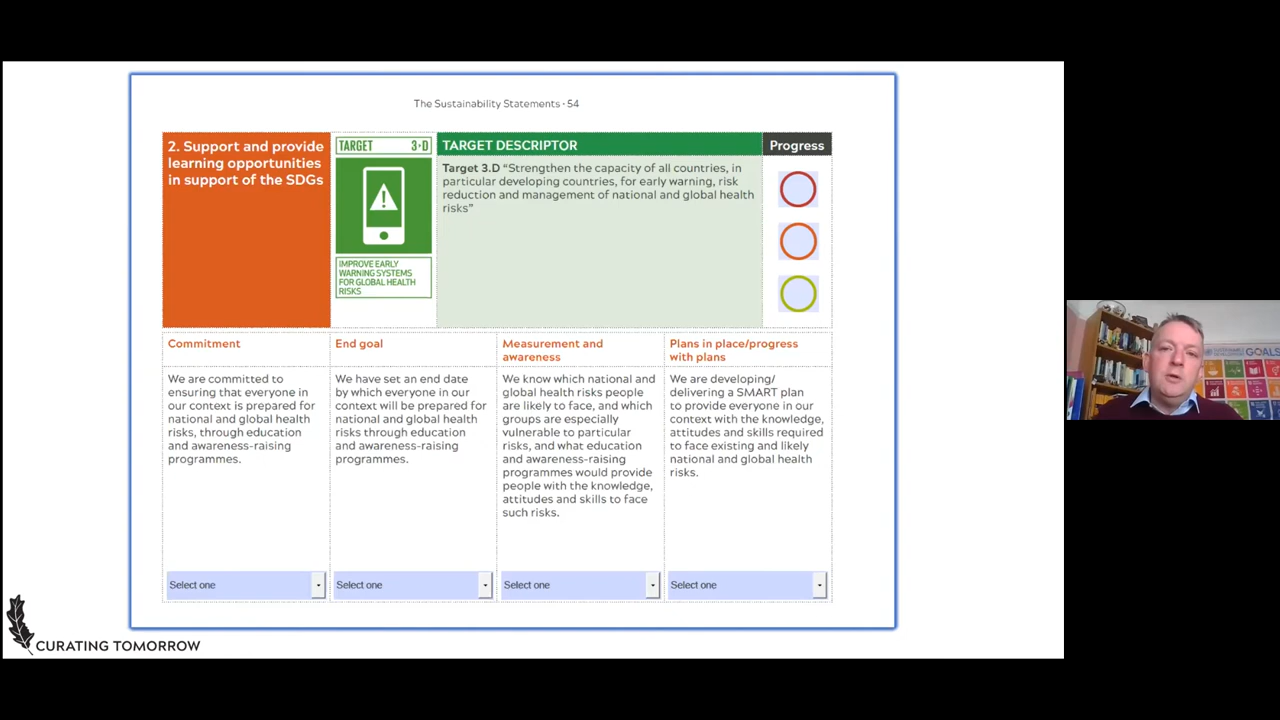 The Sustainability Statements - 54
2. Support and provide
learning opportunities
in support of the SDGs
TARGET 3·D
IMPROVE EARLY
WARNING SYSTEMS
FOR GLOBAL HEALTH
RISKS
TARGET DESCRIPTOR
Target 3.D “Strengthen the capacity of all countries, in
particular developing countries, for early warning, risk
reduction and management of national and global health
risks”
Progress
Commitment
We are committed to
ensuring that everyone in
our context is prepared for
national and global health
risks, through education
and awareness-raising
programmes.
Select one
End goal
We have set an end date
by which everyone in our
context will be prepared for
national and global health
risks through education
and awareness-raising
programmes.
Select one
Measurement and
awareness
We know which national and
global health risks people
are likely to face, and which
groups are especially
vulnerable to particular
risks, and what education
and awareness-raising
programmes would provide
people with the knowledge,
attitudes and skills to face
such risks.
Select one
Plans in place/progress
with plans
We are developing/
delivering a SMART plan
to provide everyone in our
context with the knowledge,
attitudes and skills required
to face existing and likely
national and global health
risks.
Select one
CURATING TOMORROW
GOALS